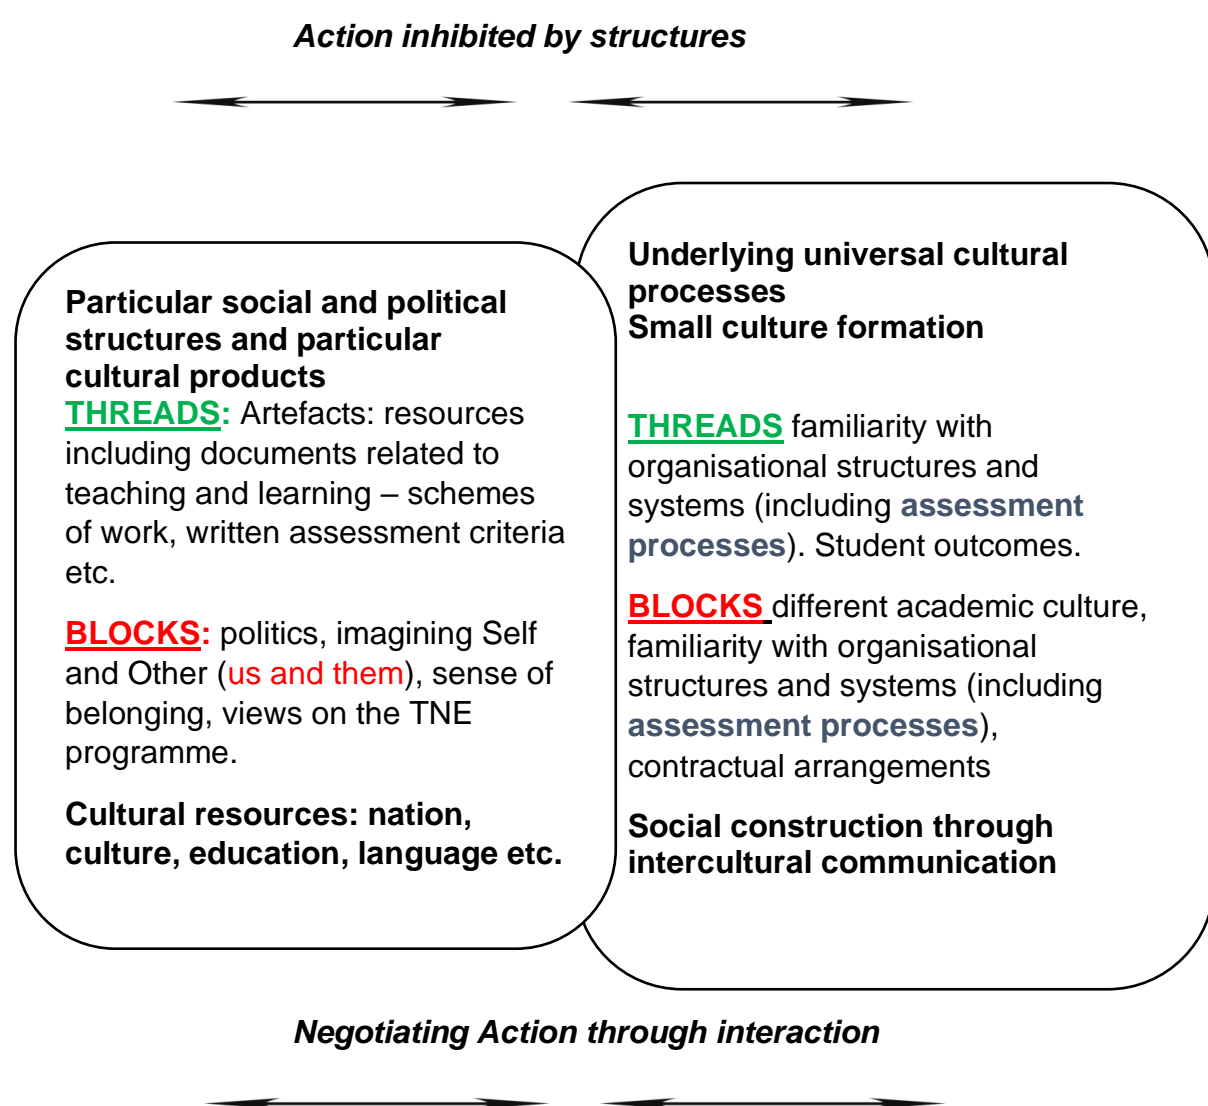 Action inhibited by structures
Particular social and political
structures and particular
cultural products
THREADS: Artefacts: resources
including documents related to
teaching and learning – schemes
of work, written assessment criteria
etc.
BLOCKS: politics, imagining Self
and Other (us and them), sense of
belonging, views on the TNE
programme.
Cultural resources: nation,
culture, education, language etc.
Underlying universal cultural
processes
Small culture formation
THREADS familiarity with
organisational structures and
systems (including assessment
processes). Student outcomes.
BLOCKS different academic culture,
familiarity with organisational
structures and systems (including
assessment processes),
contractual arrangements
Social construction through
intercultural communication
Negotiating Action through interaction